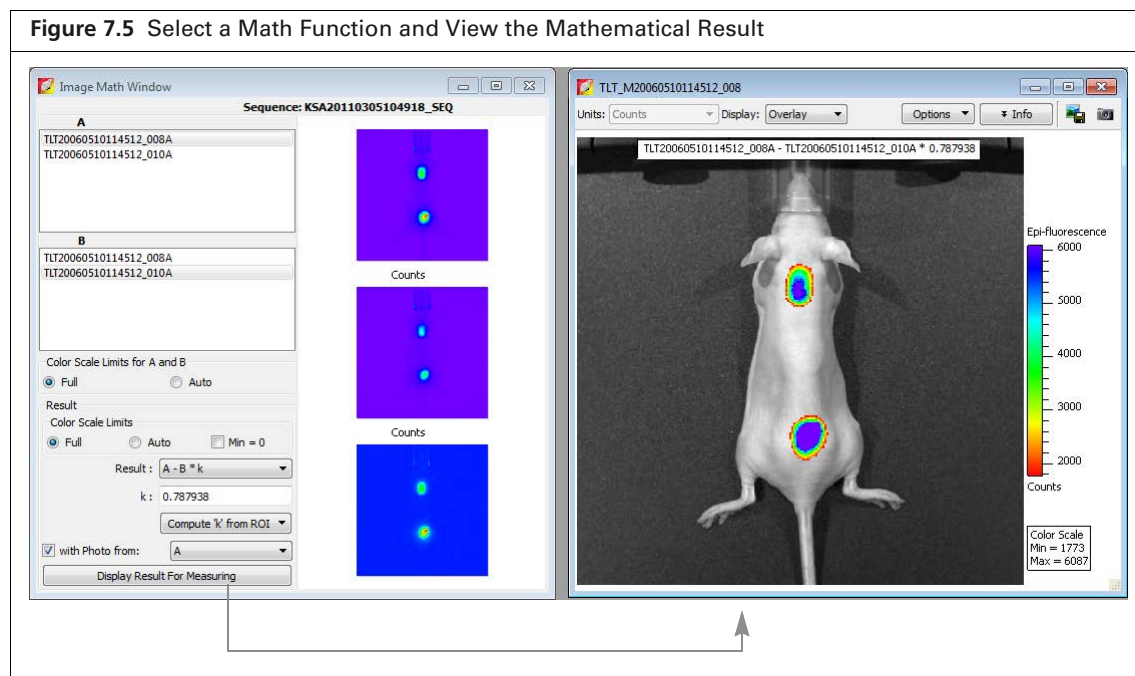 Figure 7.5 Select a Math Function and View the Mathematical Result
Image Math Window
Sequence: KSA20110305104918_SEQ
A
TLT20060510114512_008A
TLT20060510114512_010A
B
TLT20060510114512_008A
TLT20060510114512_010A
Color Scale Limits for A and B
Full Auto
Result
Color Scale Limits
Full Auto Min = 0
Result : A - B * k
k : 0.787938
Compute 'k' from ROI
with Photo from: A
Display Result For Measuring
Counts
Counts
TLT_M20060510114512_008
Units: Counts Display: Overlay Options Info
TLT20060510114512_008A - TLT20060510114512_010A * 0.787938
Epi-fluorescence
6000
5000
4000
3000
2000
Counts
Color Scale
Min = 1773
Max = 6087